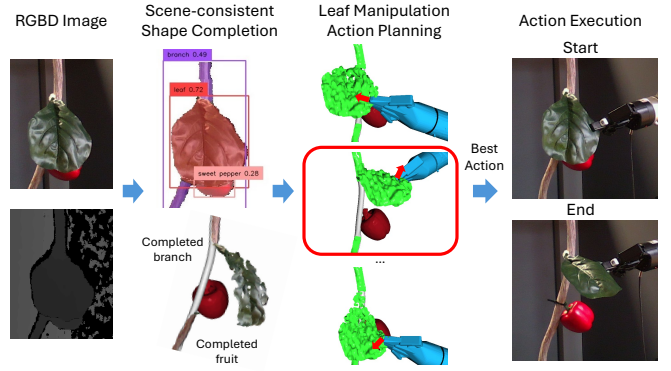 RGBD Image
Scene-consistent
Shape Completion
Leaf Manipulation
Action Planning
Action Execution
Start
branch 0.49
leaf 0.72
sweet pepper 0.28
Best
Action
End
Completed
branch
...
Completed
fruit